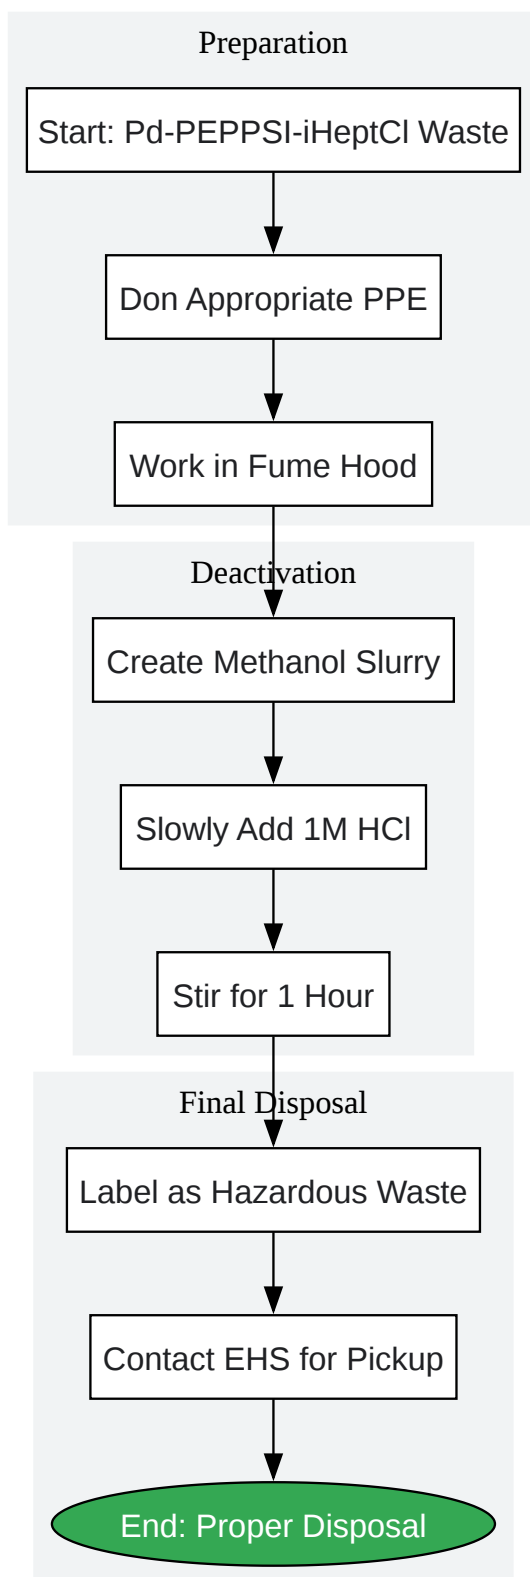 Preparation
Start: Pd-PEPPSI-iHeptCl Waste
Don Appropriate PPE
Work in Fume Hood
Deactivation
Create Methanol Slurry
Slowly Add 1M HCl
Stir for 1 Hour
Final Disposal
Label as Hazardous Waste
Contact EHS for Pickup
End: Proper Disposal